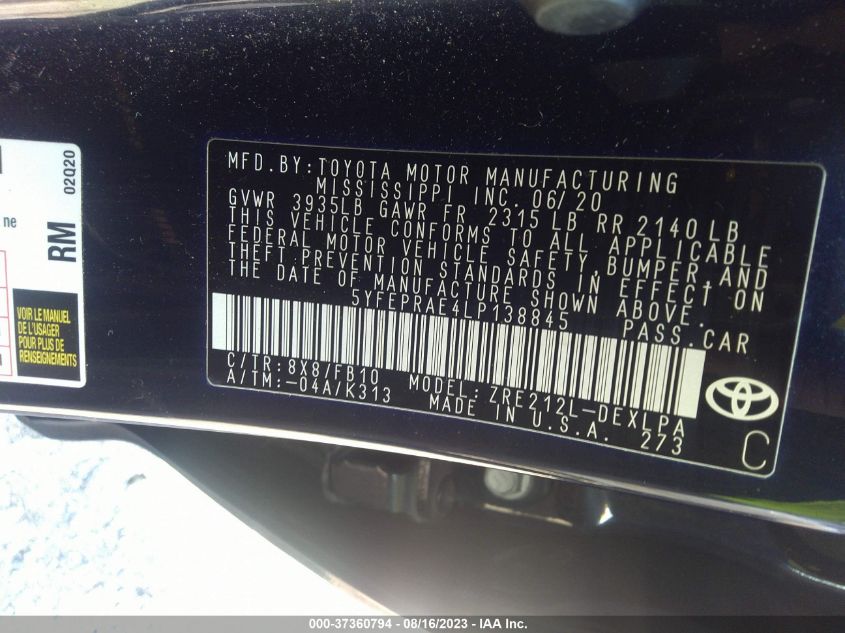 02Q20
ne
RM
VOIR LE MANUEL
DE L'USAGER
POUR PLUS DE
RENSEIGNEMENTS
MFD.BY:TOYOTA MOTOR MANUFACTURING
MISSISSIPPI INC. 06/20
GVWR 3935LB GAWR FR 2315 LB RR 2140 LB
THIS VEHICLE CONFORMS TO ALL APPLICABLE
FEDERAL MOTOR VEHICLE SAFETY,BUMPER,AND
THEFT PREVENTION STANDARDS IN EFFECT ON
THE DATE OF MANUFACTURE SHOWN ABOVE.
5YFEPRAE4LP138845 PASS.CAR
C/TR:8X8/FB10 MODEL:ZRE212L-DEXLPA
A/TM:-04A/K313 MADE IN U.S.A. 273
C
000-37360794 - 08/16/2023 - IAA Inc.